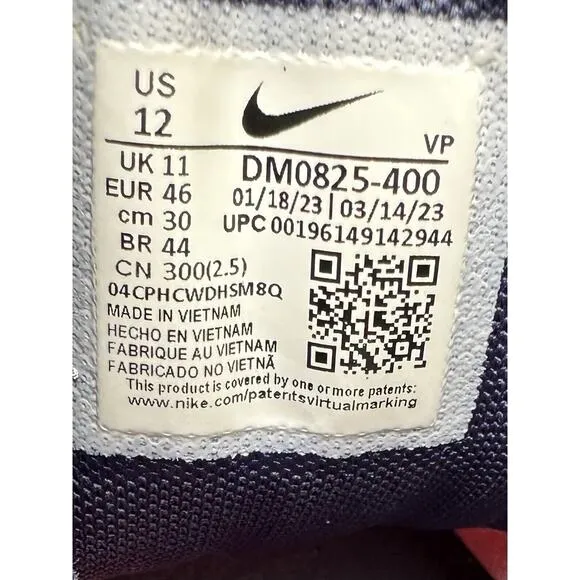 US
12
VP
UK 11
EUR 46
cm 30
BR 44
CN 300(2.5)
DM0825-400
01/18/23 | 03/14/23
UPC 00196149142944
04CPHCWDHSM8Q
MADE IN VIETNAM
HECHO EN VIETNAM
FABRIQUE AU VIETNAM
FABRICADO NO VIETNÃ
This product is covered by one or more patents:
www.nike.com/patentsvirtualmarking